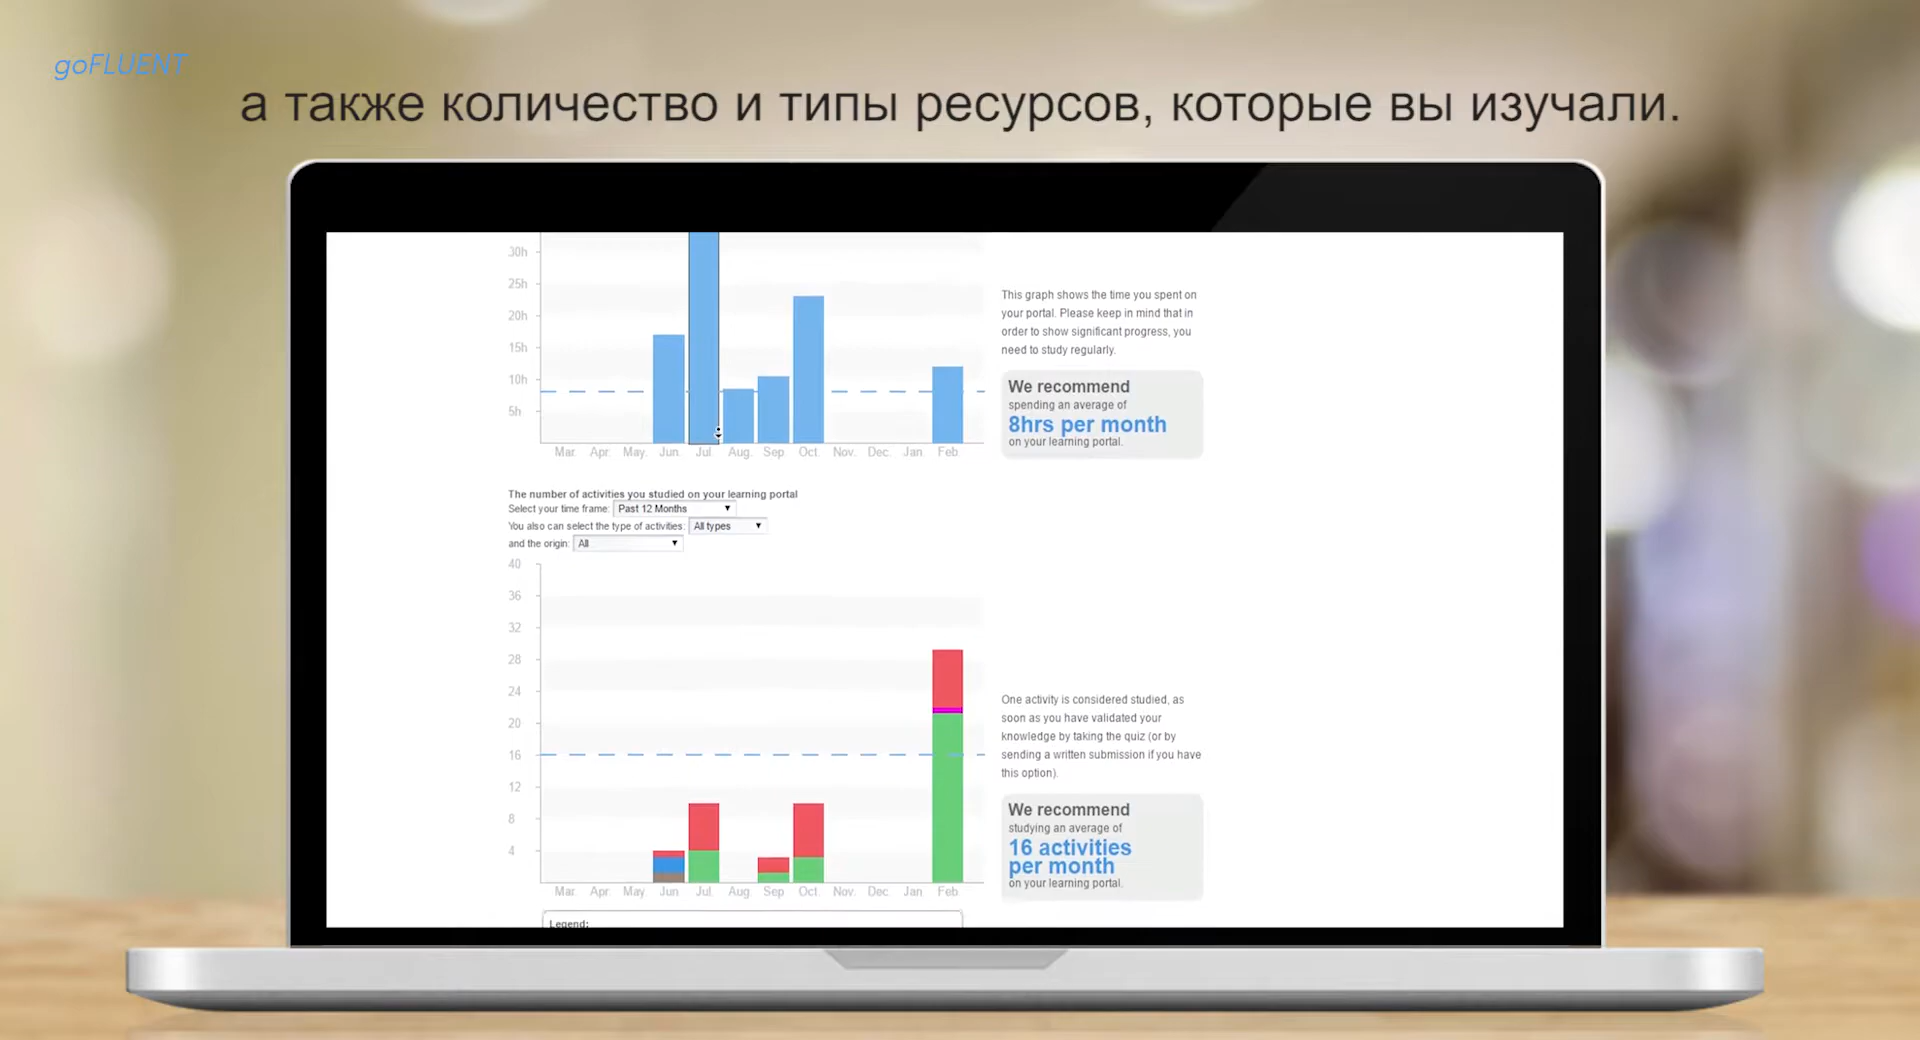 goFLUENT
а также количество и типы ресурсов, которые вы изучали.
30h
25h
20h
15h
10h
5h
Mar. Apr. May. Jun. Jul. Aug. Sep. Oct. Nov. Dec. Jan. Feb.
This graph shows the time you spent on
your portal. Please keep in mind that in
order to show significant progress, you
need to study regularly.
We recommend
spending an average of
8hrs per month
on your learning portal.
The number of activities you studied on your learning portal
Select your time frame: Past 12 Months
You also can select the type of activities: All types
and the origin: All
40
36
32
28
24
20
16
12
8
4
Mar. Apr. May. Jun. Jul. Aug. Sep. Oct. Nov. Dec. Jan. Feb.
One activity is considered studied, as
soon as you have validated your
knowledge by taking the quiz (or by
sending a written submission if you have
this option).
We recommend
studying an average of
16 activities
per month
on your learning portal.
Legend: